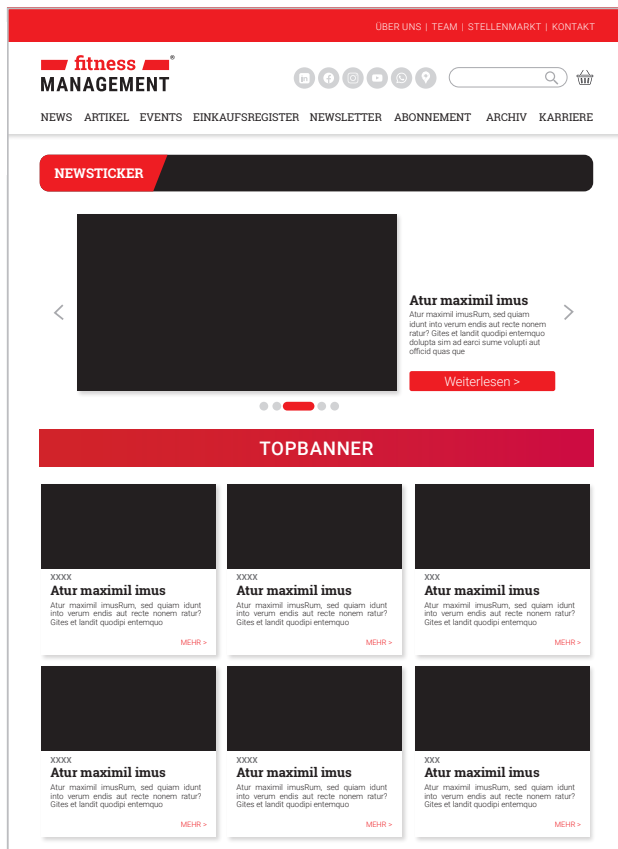 ÜBER UNS | TEAM | STELLENMARKT | KONTAKT
fitness®
MANAGEMENT
NEWS ARTIKEL EVENTS EINKAUFSREGISTER NEWSLETTER ABONNEMENT ARCHIV KARRIERE
NEWSTICKER
Atur maximil imus
Atur maximil imusRum, sed quiam
idunt into verum endis aut recte nonem
ratur? Gites et landit quodipi entemquo
dolupta sim ad earci sume volupti aut
officid quas que
Weiterlesen >
TOPBANNER
XXXX
Atur maximil imus
Atur maximil imusRum, sed quiam idunt
into verum endis aut recte nonem ratur?
Gites et landit quodipi entemquo
MEHR >
XXXX
Atur maximil imus
Atur maximil imusRum, sed quiam idunt
into verum endis aut recte nonem ratur?
Gites et landit quodipi entemquo
MEHR >
XXX
Atur maximil imus
Atur maximil imusRum, sed quiam idunt
into verum endis aut recte nonem ratur?
Gites et landit quodipi entemquo
MEHR >
XXXX
Atur maximil imus
Atur maximil imusRum, sed quiam idunt
into verum endis aut recte nonem ratur?
Gites et landit quodipi entemquo
MEHR >
XXXX
Atur maximil imus
Atur maximil imusRum, sed quiam idunt
into verum endis aut recte nonem ratur?
Gites et landit quodipi entemquo
MEHR >
XXX
Atur maximil imus
Atur maximil imusRum, sed quiam idunt
into verum endis aut recte nonem ratur?
Gites et landit quodipi entemquo
MEHR >